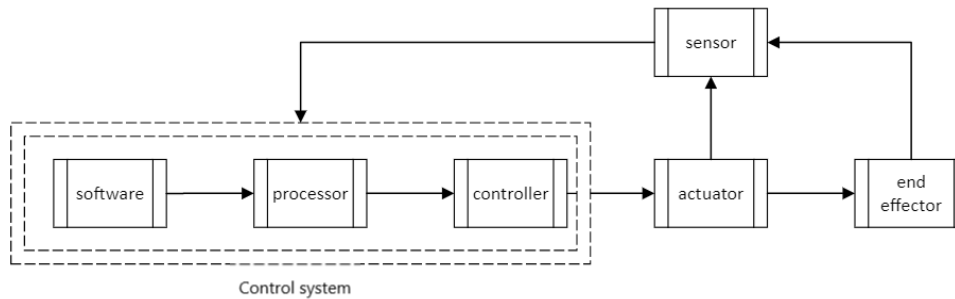 sensor
software
processor
controller
actuator
end
effector
Control system